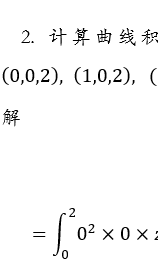 2. 计算曲线积
(0,0,2), (1,0,2), (
解
= ∫₀² 0² × 0 ×